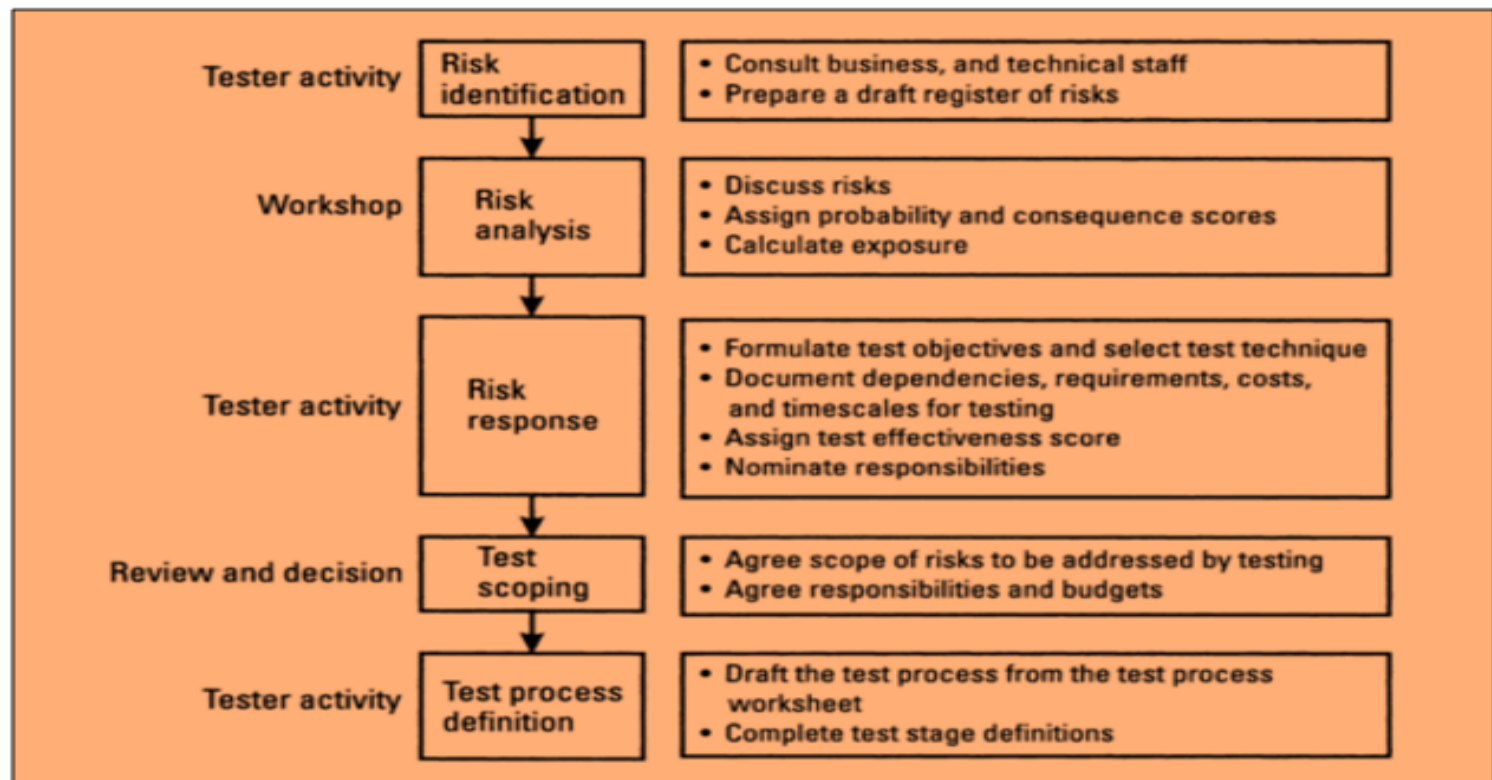 Tester activity
Risk
identification
• Consult business, and technical staff
• Prepare a draft register of risks
Workshop
Risk
analysis
• Discuss risks
• Assign probability and consequence scores
• Calculate exposure
Tester activity
Risk
response
• Formulate test objectives and select test technique
• Document dependencies, requirements, costs,
and timescales for testing
• Assign test effectiveness score
• Nominate responsibilities
Review and decision
Test
scoping
• Agree scope of risks to be addressed by testing
• Agree responsibilities and budgets
Tester activity
Test process
definition
• Draft the test process from the test process
worksheet
• Complete test stage definitions